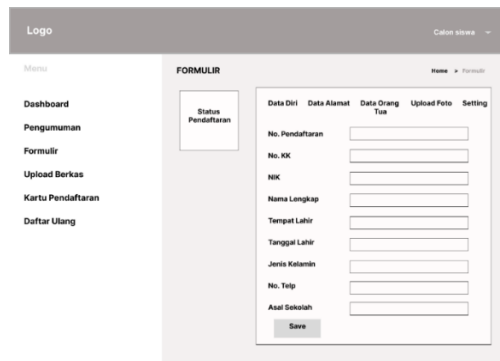 Logo
Calon siswa
Menu
FORMULIR
Home > Formulir
Dashboard
Pengumuman
Formulir
Upload Berkas
Kartu Pendaftaran
Daftar Ulang
Status
Pendaftaran
Data Diri Data Alamat Data Orang Tua Upload Foto Setting
No. Pendaftaran
No. KK
NIK
Nama Lengkap
Tempat Lahir
Tanggal Lahir
Jenis Kelamin
No. Telp
Asal Sekolah
Save